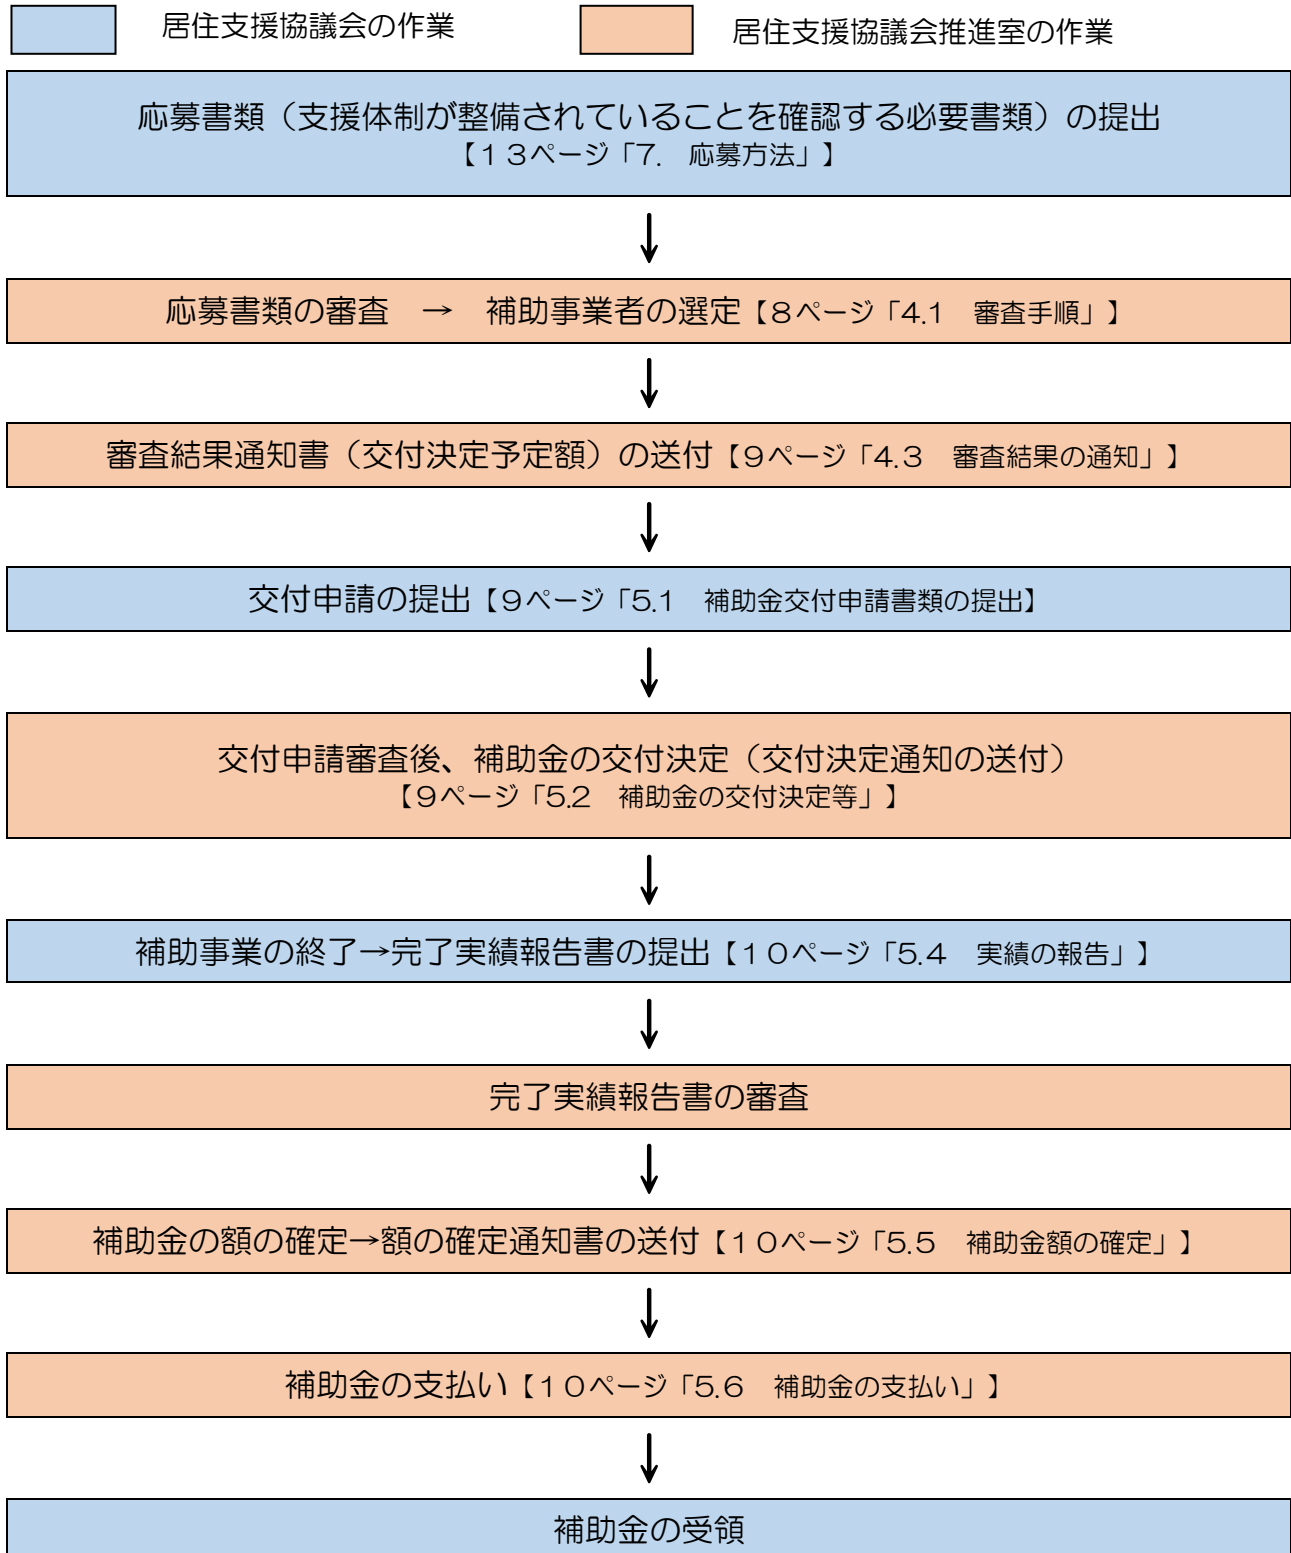 居住支援協議会の作業
居住支援協議会推進室の作業
応募書類（支援体制が整備されていることを確認する必要書類）の提出
【１３ページ「7.　応募方法」】
応募書類の審査　→　補助事業者の選定【８ページ「4.1　審査手順」】
審査結果通知書（交付決定予定額）の送付【９ページ「4.3　審査結果の通知」】
交付申請の提出【９ページ「5.1　補助金交付申請書類の提出】
交付申請審査後、補助金の交付決定（交付決定通知の送付）
【９ページ「5.2　補助金の交付決定等」】
補助事業の終了→完了実績報告書の提出【１０ページ「5.4　実績の報告」】
完了実績報告書の審査
補助金の額の確定→額の確定通知書の送付【１０ページ「5.5　補助金額の確定」】
補助金の支払い【１０ページ「5.6　補助金の支払い」】
補助金の受領